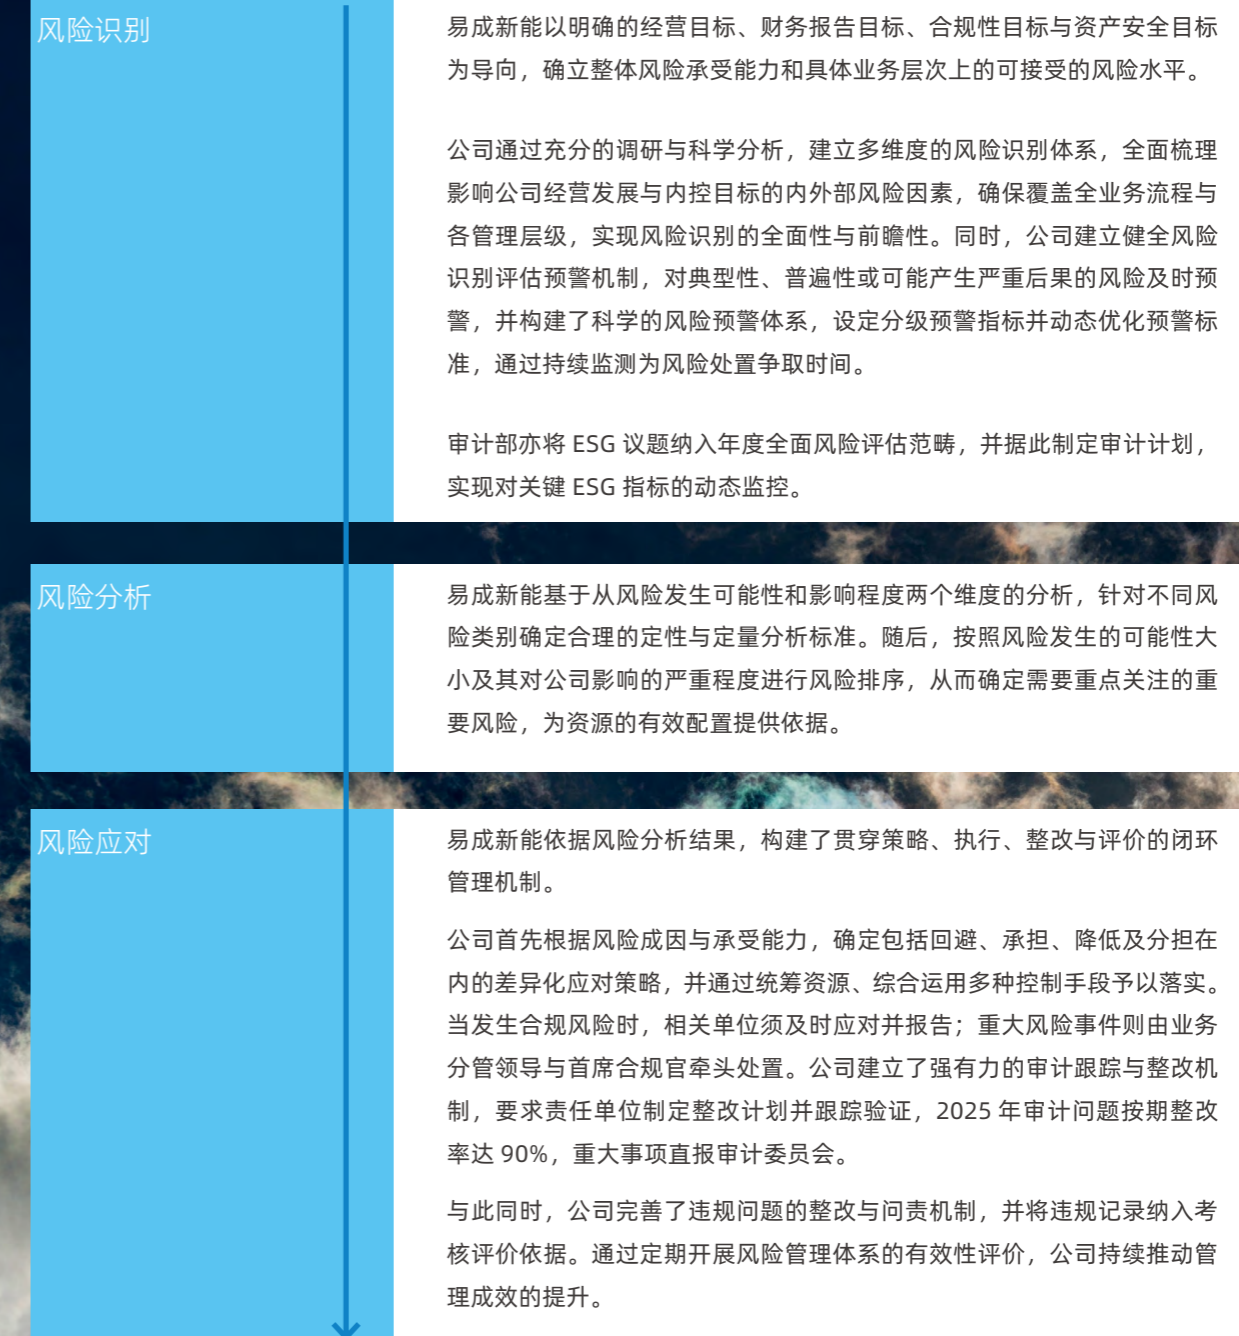 风险识别
易成新能以明确的经营目标、财务报告目标、合规性目标与资产安全目标
为导向，确立整体风险承受能力和具体业务层次上的可接受的风险水平。
公司通过充分的调研与科学分析，建立多维度的风险识别体系，全面梳理
影响公司经营发展与内控目标的内外部风险因素，确保覆盖全业务流程与
各管理层级，实现风险识别的全面性与前瞻性。同时，公司建立健全风险
识别评估预警机制，对典型性、普遍性或可能产生严重后果的风险及时预
警，并构建了科学的风险预警体系，设定分级预警指标并动态优化预警标
准，通过持续监测为风险处置争取时间。
审计部亦将 ESG 议题纳入年度全面风险评估范畴，并据此制定审计计划，
实现对关键 ESG 指标的动态监控。
风险分析
易成新能基于从风险发生可能性和影响程度两个维度的分析，针对不同风
险类别确定合理的定性与定量分析标准。随后，按照风险发生的可能性大
小及其对公司影响的严重程度进行风险排序，从而确定需要重点关注的重
要风险，为资源的有效配置提供依据。
风险应对
易成新能依据风险分析结果，构建了贯穿策略、执行、整改与评价的闭环
管理机制。
公司首先根据风险成因与承受能力，确定包括回避、承担、降低及分担在
内的差异化应对策略，并通过统筹资源、综合运用多种控制手段予以落实。
当发生合规风险时，相关单位须及时应对并报告；重大风险事件则由业务
分管领导与首席合规官牵头处置。公司建立了强有力的审计跟踪与整改机
制，要求责任单位制定整改计划并跟踪验证，2025 年审计问题按期整改
率达 90%，重大事项直报审计委员会。
与此同时，公司完善了违规问题的整改与问责机制，并将违规记录纳入考
核评价依据。通过定期开展风险管理体系的有效性评价，公司持续推动管
理成效的提升。